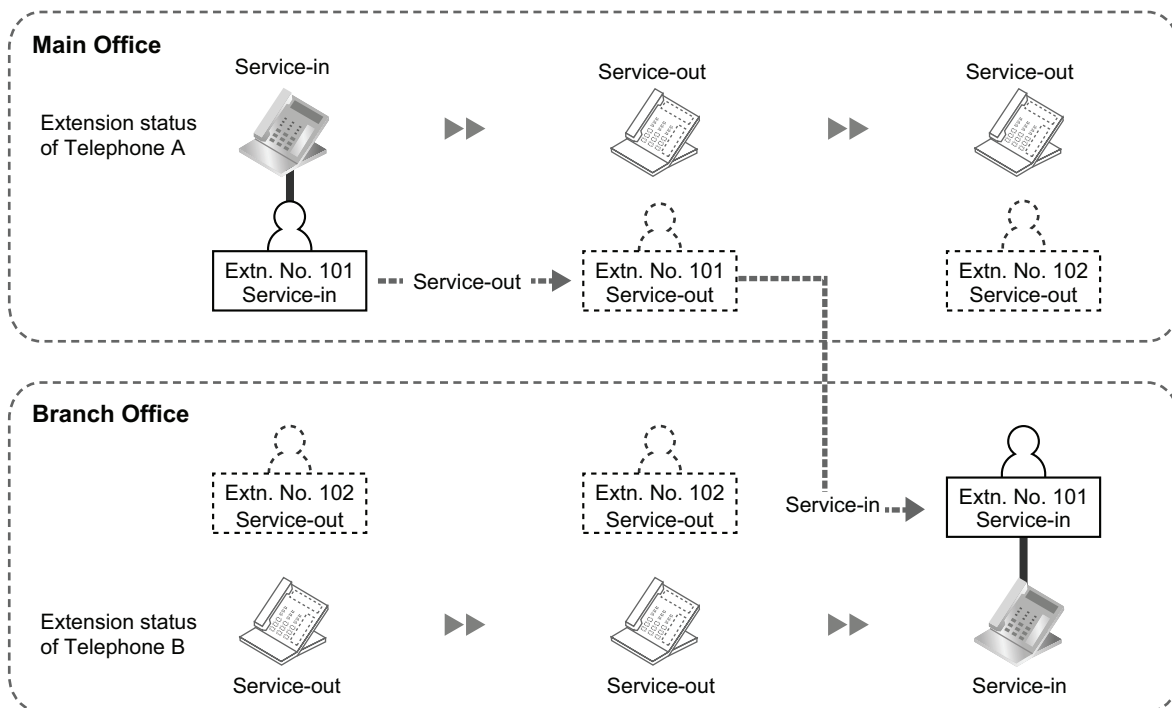 Main Office
Service-in
Service-out
Service-out
Extension status
of Telephone A
Extn. No. 101
Service-in
Service-out
Extn. No. 101
Service-out
Extn. No. 102
Service-out
Branch Office
Extn. No. 102
Service-out
Extn. No. 102
Service-out
Service-in
Extn. No. 101
Service-in
Extension status
of Telephone B
Service-out
Service-out
Service-in